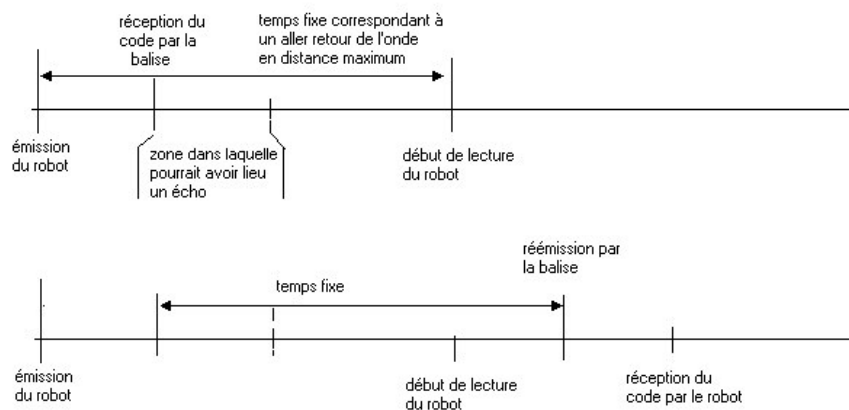 réception du
code par la
balise
temps fixe correspondant à
un aller retour de l'onde
en distance maximum
émission
du robot
zone dans laquelle
pourrait avoir lieu
un écho
début de lecture
du robot
réémission par
la balise
temps fixe
émission
du robot
début de lecture
du robot
réception du
code par le robot